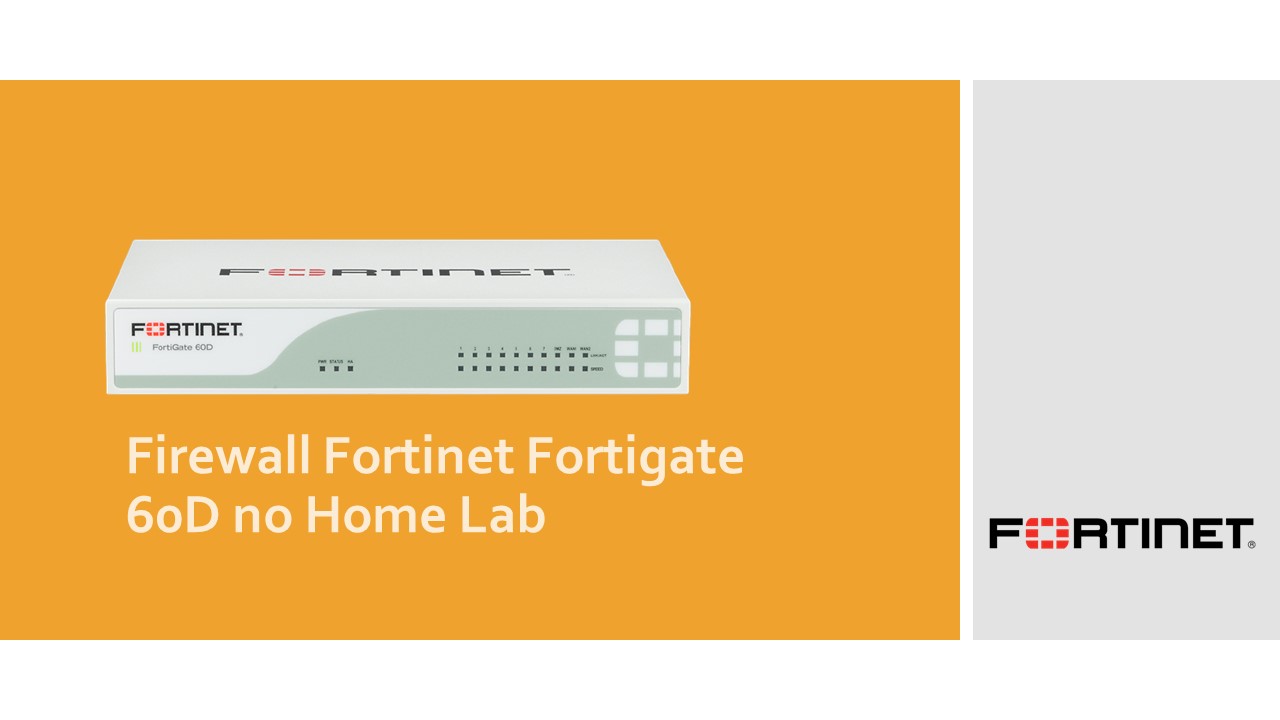 FORTINET
FORTINET®
FortiGate 60D
PWR STATUS HA
1 2 3 4 5 6 7 DMZ WAN1 WAN2
LINK/ACT
SPEED
Firewall Fortinet Fortigate
60D no Home Lab
FORTINET®